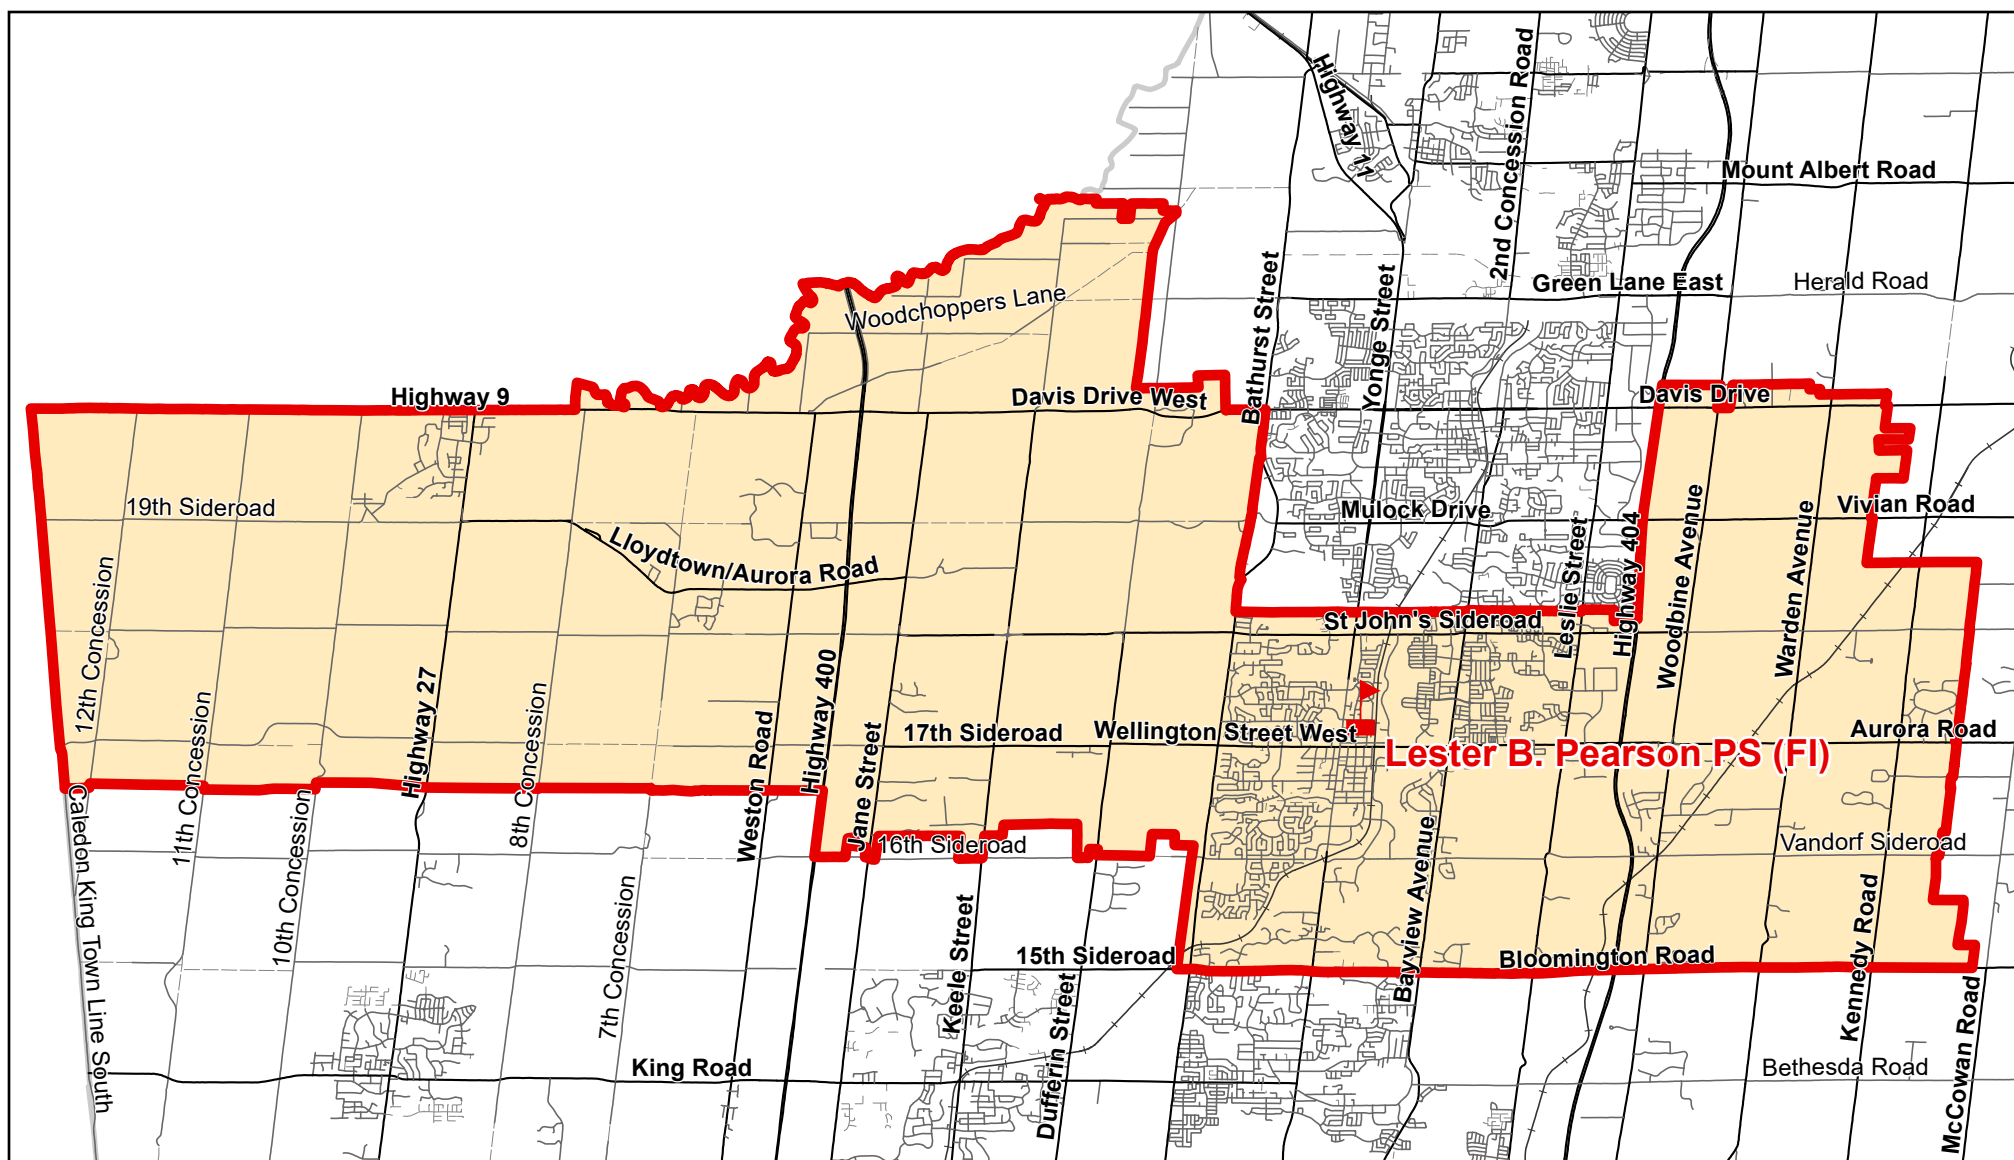 Highway 11
2nd Concession Road
Mount Albert Road
Bathurst Street
Yonge Street
Green Lane East
Herald Road
Woodchoppers Lane
Highway 9
Davis Drive West
Davis Drive
19th Sideroad
Mulock Drive
Vivian Road
Lloydtown/Aurora Road
12th Concession
Leslie Street
Highway 404
Woodbine Avenue
Warden Avenue
St John's Sideroad
11th Concession
Highway 27
8th Concession
Weston Road
Highway 400
Jane Street
17th Sideroad
Wellington Street West
Aurora Road
Lester B. Pearson PS (FI)
Caledon King Town Line South
10th Concession
16th Sideroad
Bayview Avenue
Vandorf Sideroad
7th Concession
Keele Street
15th Sideroad
Bloomington Road
Kennedy Road
Dufferin Street
King Road
Bethesda Road
McCowan Road